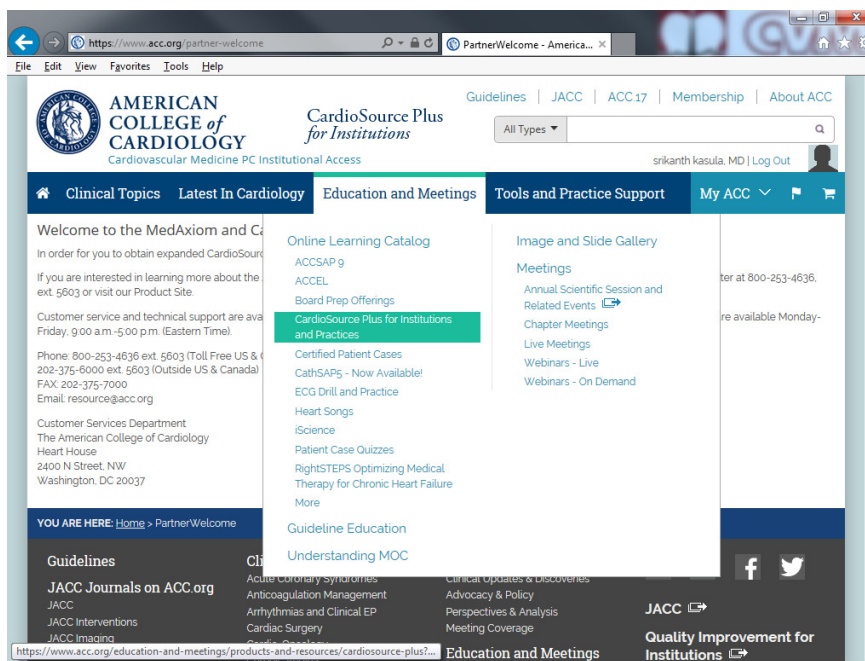 https://www.acc.org/partner-welcome
PartnerWelcome - America...
File Edit View Favorites Tools Help
AMERICAN
COLLEGE of
CARDIOLOGY
Cardiovascular Medicine PC Institutional Access
CardioSource Plus
for Institutions
Guidelines | JACC | ACC 17 | Membership | About ACC
All Types
srikanth kasula, MD | Log Out
Clinical Topics Latest In Cardiology Education and Meetings Tools and Practice Support My ACC
Welcome to the MedAxiom and Ca
In order for you to obtain expanded CardioSourc
If you are interested in learning more about the
ter at 800-253-4636,
ext. 5603 or visit our Product Site.
Customer service and technical support are ava
re available Monday-
Friday, 9:00 a.m.-5:00 p.m. (Eastern Time).
Phone: 800-253-4636 ext. 5603 (Toll Free US &
202-375-6000 ext. 5603 (Outside US & Canada)
FAX: 202-375-7000
Email: resource@acc.org
Customer Services Department
The American College of Cardiology
Heart House
2400 N Street, NW
Washington, DC 20037
Online Learning Catalog
ACCSAP 9
ACCEL
Board Prep Offerings
CardioSource Plus for Institutions
and Practices
Certified Patient Cases
CathSAP5 - Now Available!
ECG Drill and Practice
Heart Songs
iScience
Patient Case Quizzes
RightSTEPS Optimizing Medical
Therapy for Chronic Heart Failure
More
Guideline Education
Understanding MOC
Image and Slide Gallery
Meetings
Annual Scientific Session and
Related Events
Chapter Meetings
Live Meetings
Webinars - Live
Webinars - On Demand
YOU ARE HERE: Home > PartnerWelcome
Guidelines
JACC Journals on ACC.org
JACC
JACC Interventions
JACC Imaging
Cli
Acute Coronary Syndromes
Anticoagulation Management
Arrhythmias and Clinical EP
Cardiac Surgery
Clinical Updates & Discoveries
Advocacy & Policy
Perspectives & Analysis
Meeting Coverage
Education and Meetings
JACC
Quality Improvement for
Institutions
https://www.acc.org/education-and-meetings/products-and-resources/cardiosource-plus?...